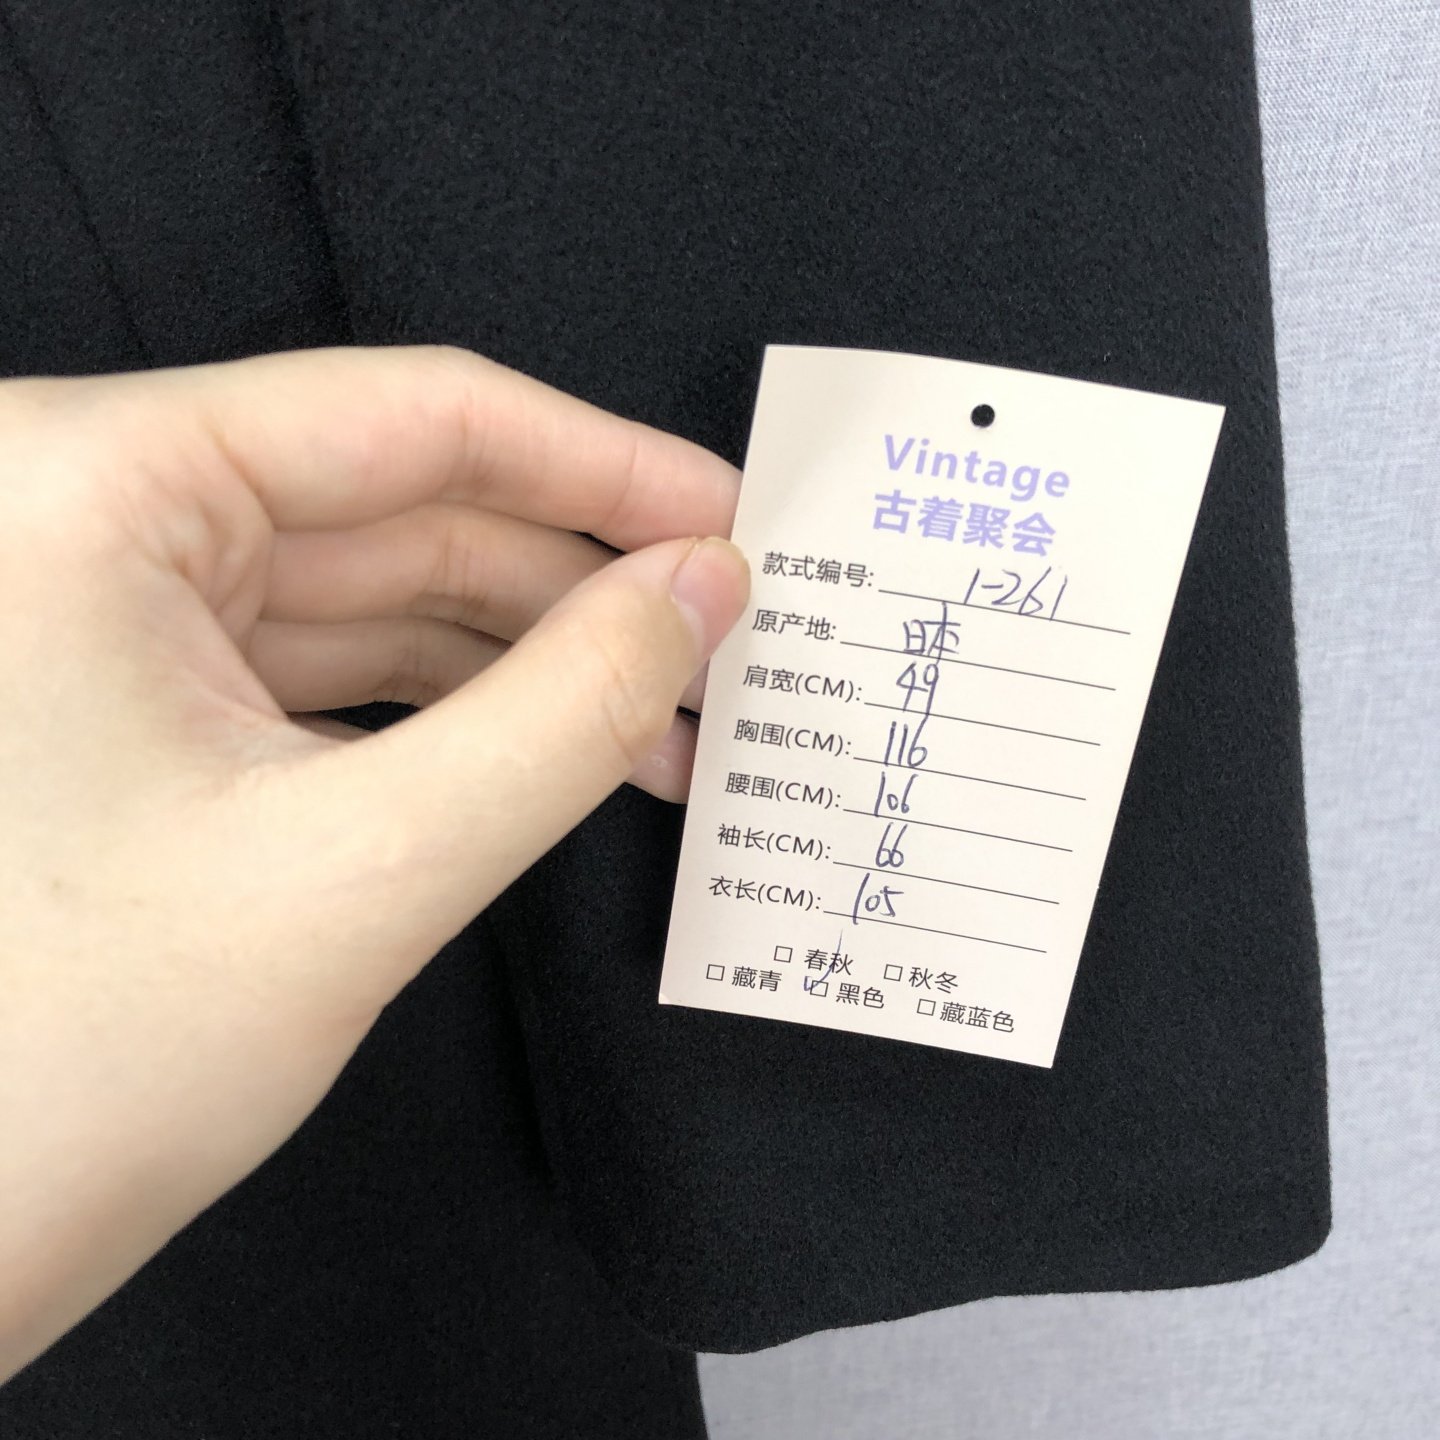 Vintage
古着聚会
款式编号: 1-261
原产地: 日本
肩宽(CM): 49
胸围(CM): 116
腰围(CM): 106
袖长(CM): 66
衣长(CM): 105
□ 春秋 □ 秋冬
□ 藏青 ☑ 黑色 □ 藏蓝色